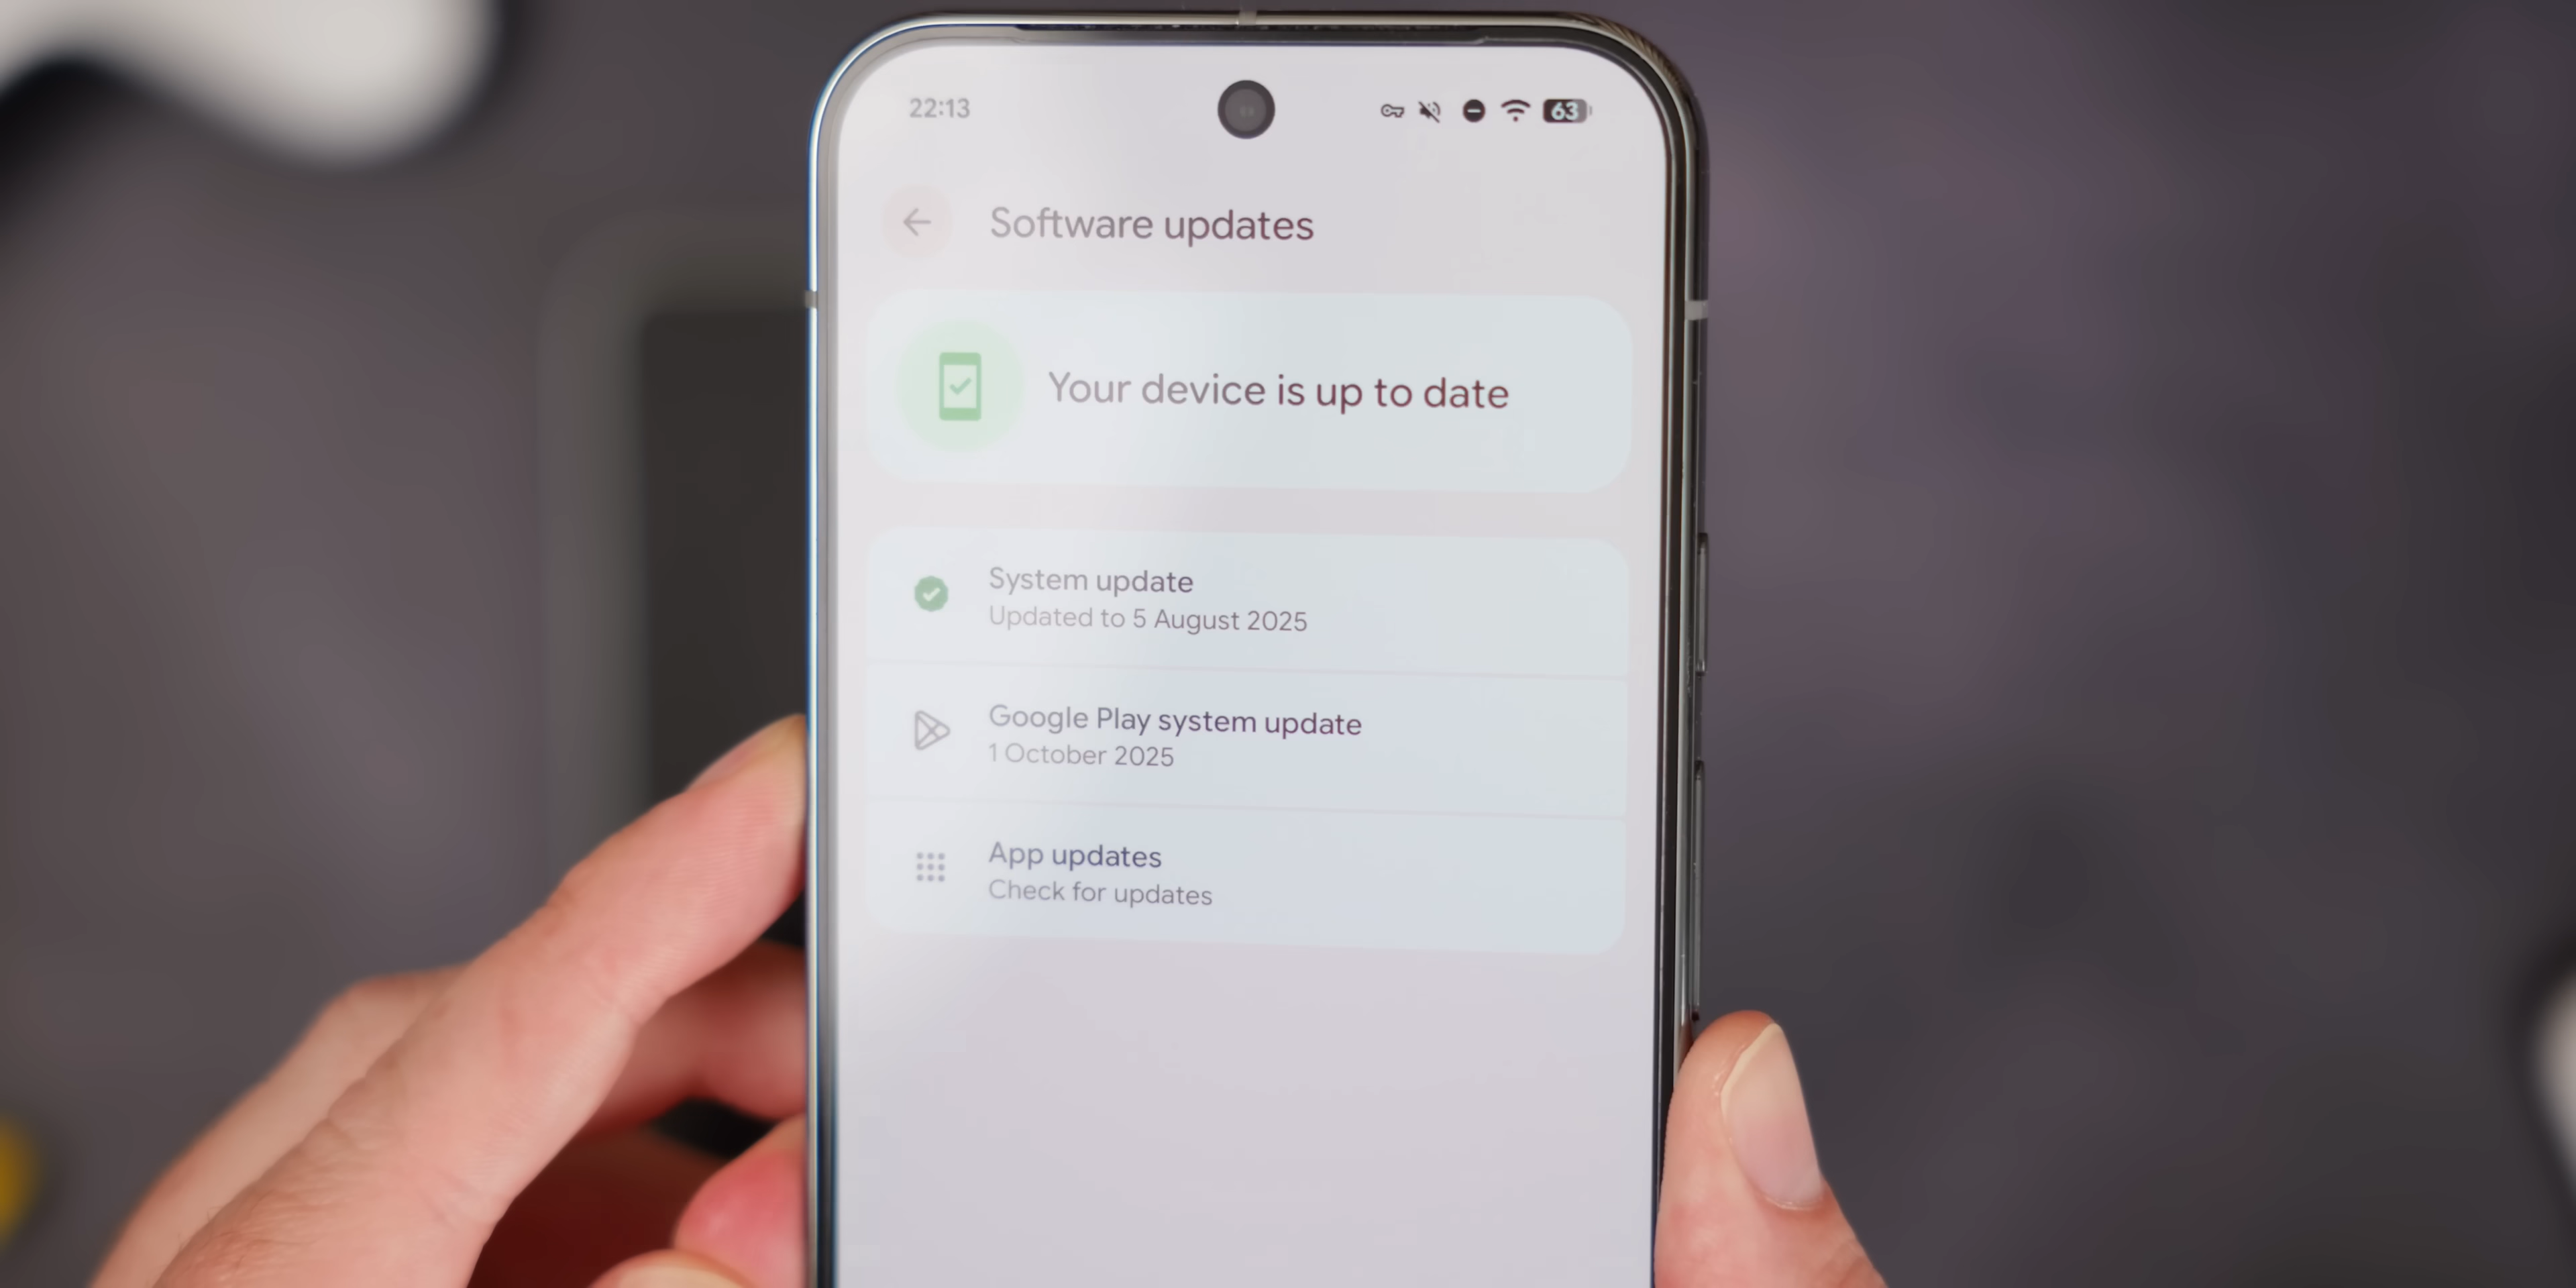 22:13
63
Software updates
Your device is up to date
System update
Updated to 5 August 2025
Google Play system update
1 October 2025
App updates
Check for updates